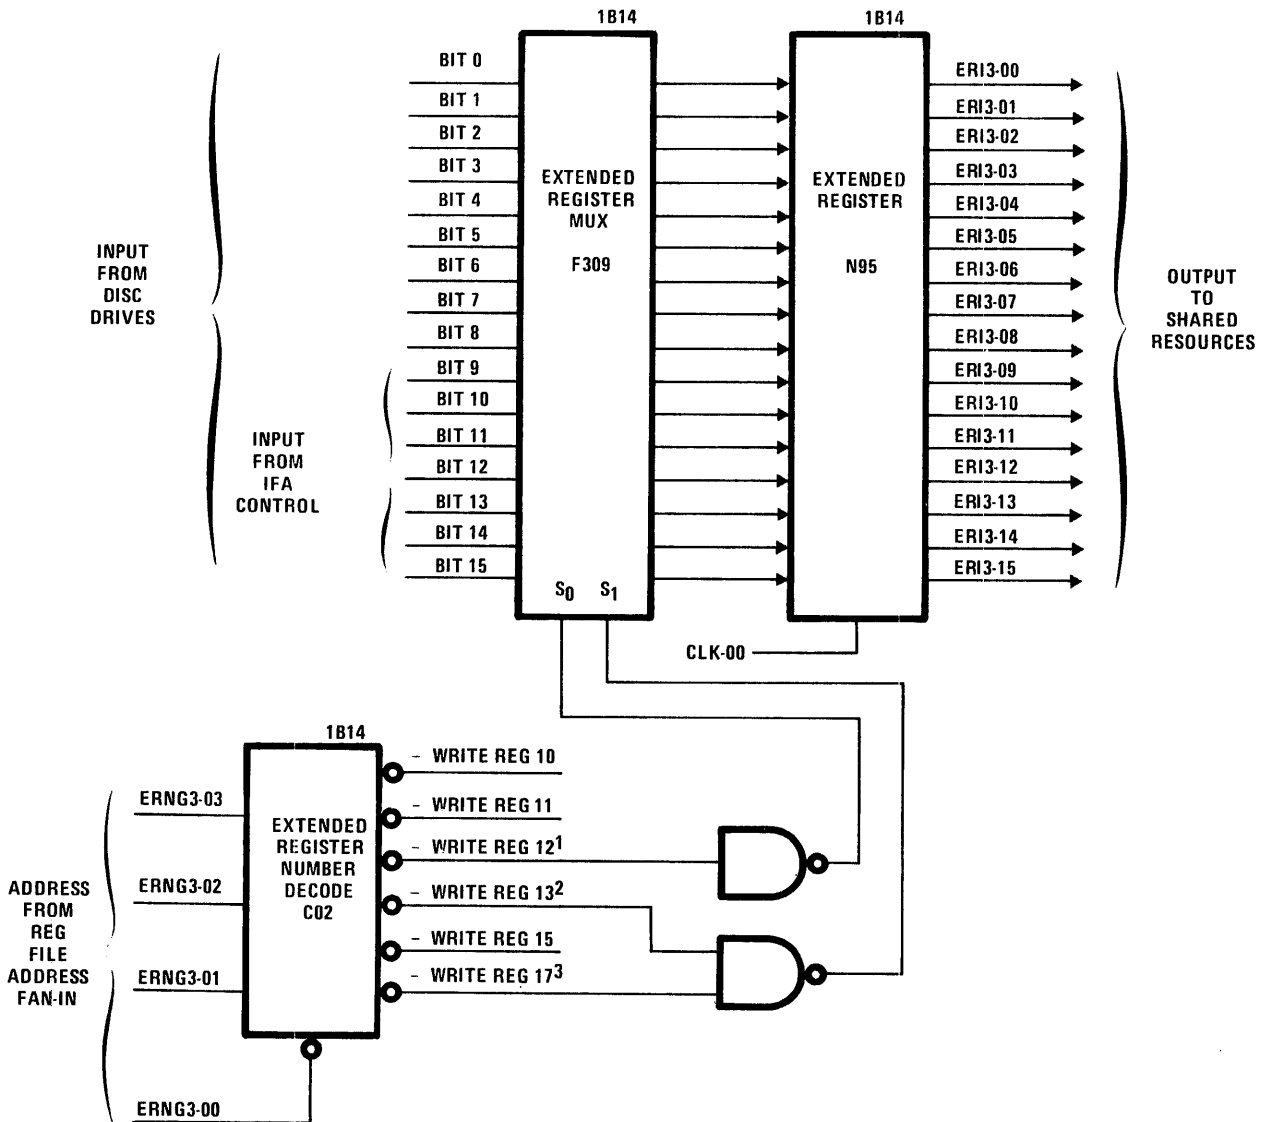 1B14
1B14
BIT 0
BIT 1
BIT 2
BIT 3
BIT 4
BIT 5
BIT 6
BIT 7
BIT 8
BIT 9
BIT 10
BIT 11
BIT 12
BIT 13
BIT 14
BIT 15
INPUT
FROM
DISC
DRIVES
INPUT
FROM
IFA
CONTROL
EXTENDED
REGISTER
MUX
F309
S0 S1
EXTENDED
REGISTER
N95
ERI3-00
ERI3-01
ERI3-02
ERI3-03
ERI3-04
ERI3-05
ERI3-06
ERI3-07
ERI3-08
ERI3-09
ERI3-10
ERI3-11
ERI3-12
ERI3-13
ERI3-14
ERI3-15
OUTPUT
TO
SHARED
RESOURCES
CLK-00
1B14
ERNG3-03
ERNG3-02
ERNG3-01
ERNG3-00
ADDRESS
FROM
REG
FILE
ADDRESS
FAN-IN
EXTENDED
REGISTER
NUMBER
DECODE
C02
– WRITE REG 10
– WRITE REG 11
– WRITE REG 12¹
– WRITE REG 13²
– WRITE REG 15
– WRITE REG 17³